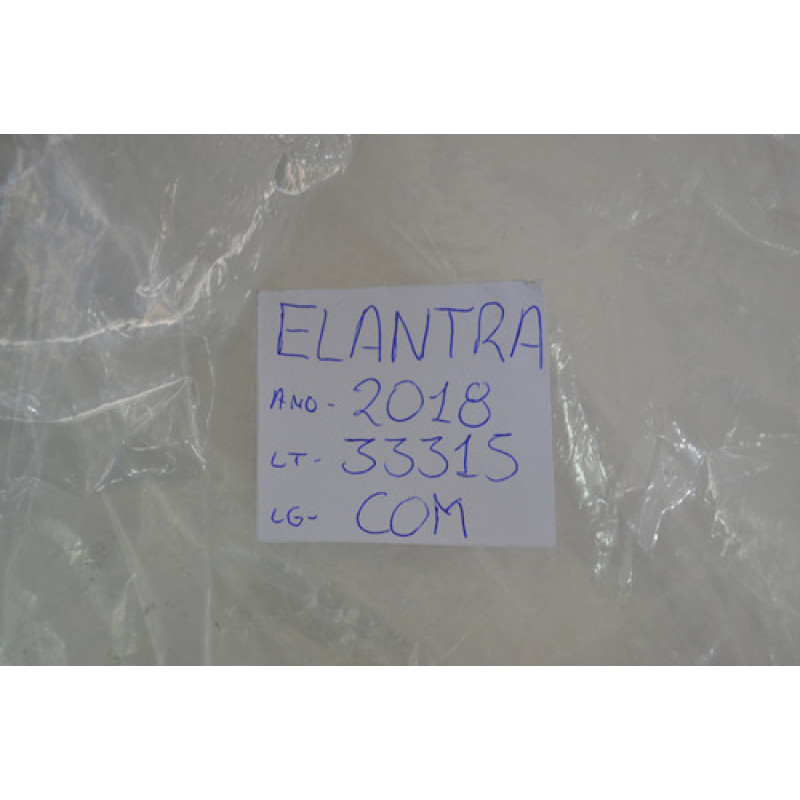 ELANTRA
ANO- 2018
LT- 33315
LG- COM